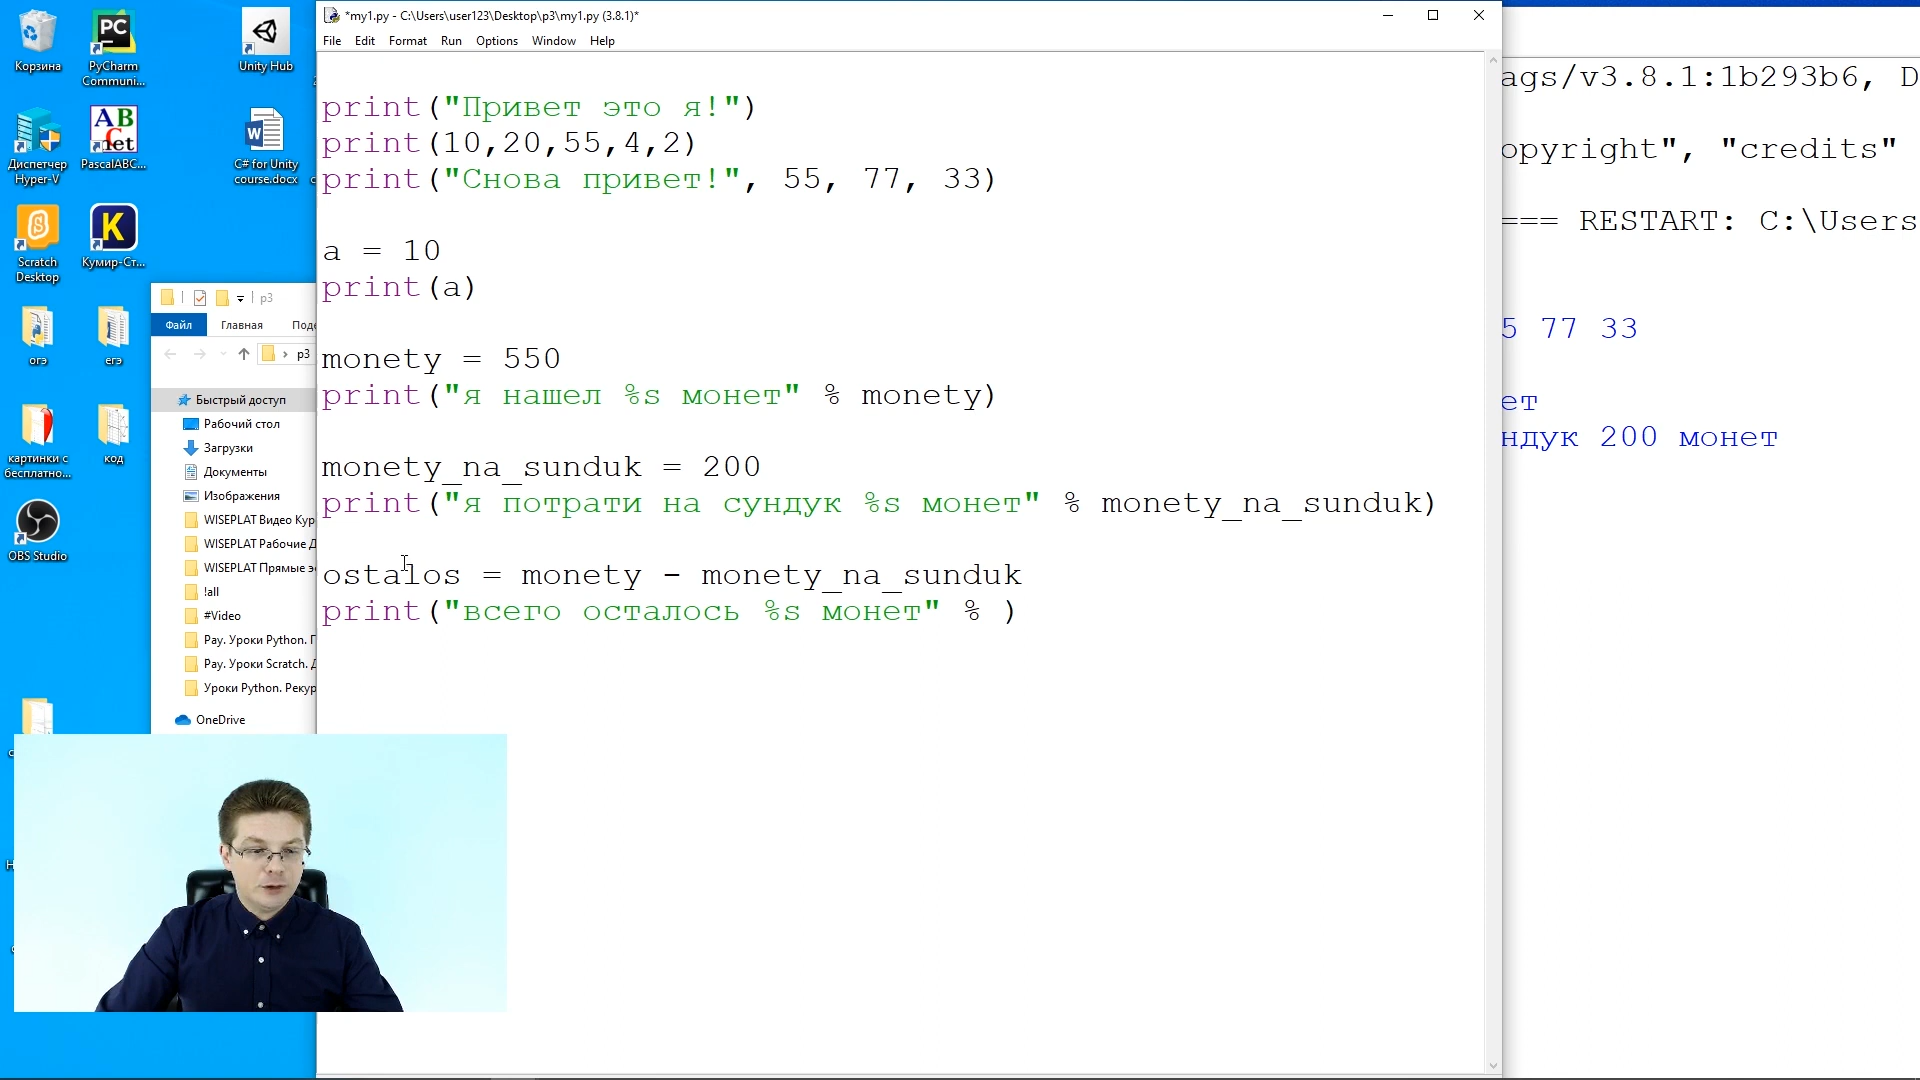 *my1.py - C:\Users\user123\Desktop\p3\my1.py (3.8.1)*
File Edit Format Run Options Window Help
print("Привет это я!")
print(10,20,55,4,2)
print("Снова привет!", 55, 77, 33)
a = 10
print(a)
monety = 550
print("я нашел %s монет" % monety)
monety_na_sunduk = 200
print("я потрати на сундук %s монет" % monety_na_sunduk)
ostalos = monety - monety_na_sunduk
print("всего осталось %s монет" % )
Корзина
PyCharm
Communi...
Unity Hub
Диспетчер
Hyper-V
PascalABC...
C# for Unity
course.docx
Scratch
Desktop
Кумир-Ст...
огэ
егэ
картинки с
бесплатно...
код
OBS Studio
p3
Файл Главная Поде
p3
Быстрый доступ
Рабочий стол
Загрузки
Документы
Изображения
WISEPLAT Видео Кур
WISEPLAT Рабочие Д
WISEPLAT Прямые э
!all
#Video
Pay. Уроки Python. Г
Pay. Уроки Scratch. Д
Уроки Python. Рекур
OneDrive
ags/v3.8.1:1b293b6, D
opyright", "credits"
=== RESTART: C:\Users
5 77 33
ет
ндук 200 монет